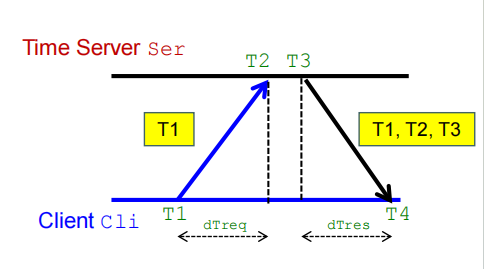 Time Server Ser
T2 T3
T1
T1, T2, T3
Client Cli T1
T4
dTreq
dTres